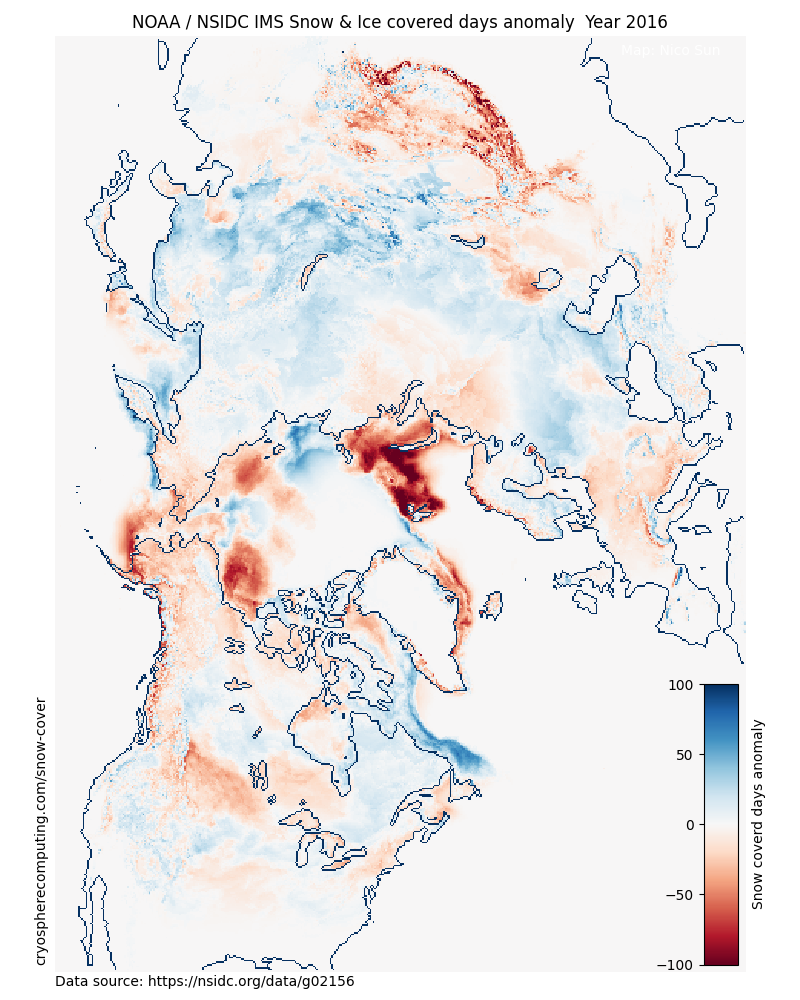 NOAA / NSIDC IMS Snow & Ice covered days anomaly  Year 2016
Map: Nico Sun
100
50
0
−50
−100
Snow coverd days anomaly
cryospherecomputing.com/snow-cover
Data source: https://nsidc.org/data/g02156